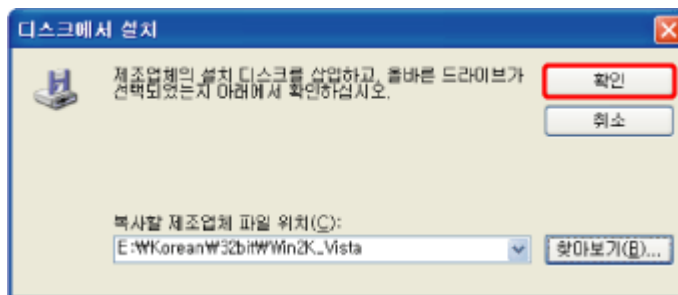 디스크에서 설치
제조업체의 설치 디스크를 삽입하고, 올바른 드라이브가
선택되었는지 아래에서 확인하십시오.
확인
취소
복사할 제조업체 파일 위치(C):
E:₩Korean₩32bit₩Win2K_Vista
찾아보기(B)...